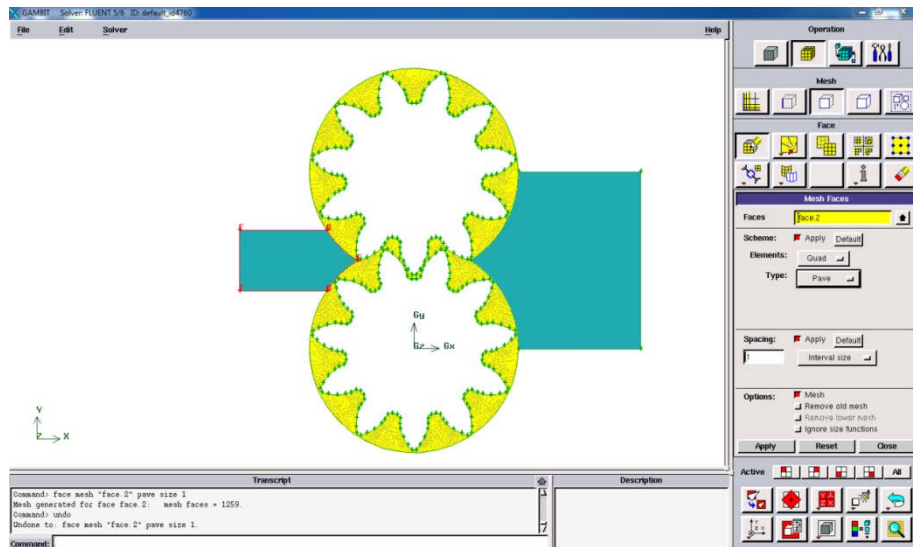 GAMBIT Solver: FLUENT 5/6 ID: default_id4760
File Edit Solver Help
Operation
Mesh
Face
Mesh Faces
Faces face.2
Scheme: Apply Default
Elements: Quad
Type: Pave
Spacing: Apply Default
1 Interval size
Options: Mesh
Remove old mesh
Remove lower mesh
Ignore size functions
Apply Reset Close
Gy
Gz Gx
Y
Z X
Transcript
Description
Command> face mesh "face.2" pave size 1
Mesh generated for face face.2: mesh faces = 1259.
Command> undo
Undone to: face mesh "face.2" pave size 1.
Command:
Active All